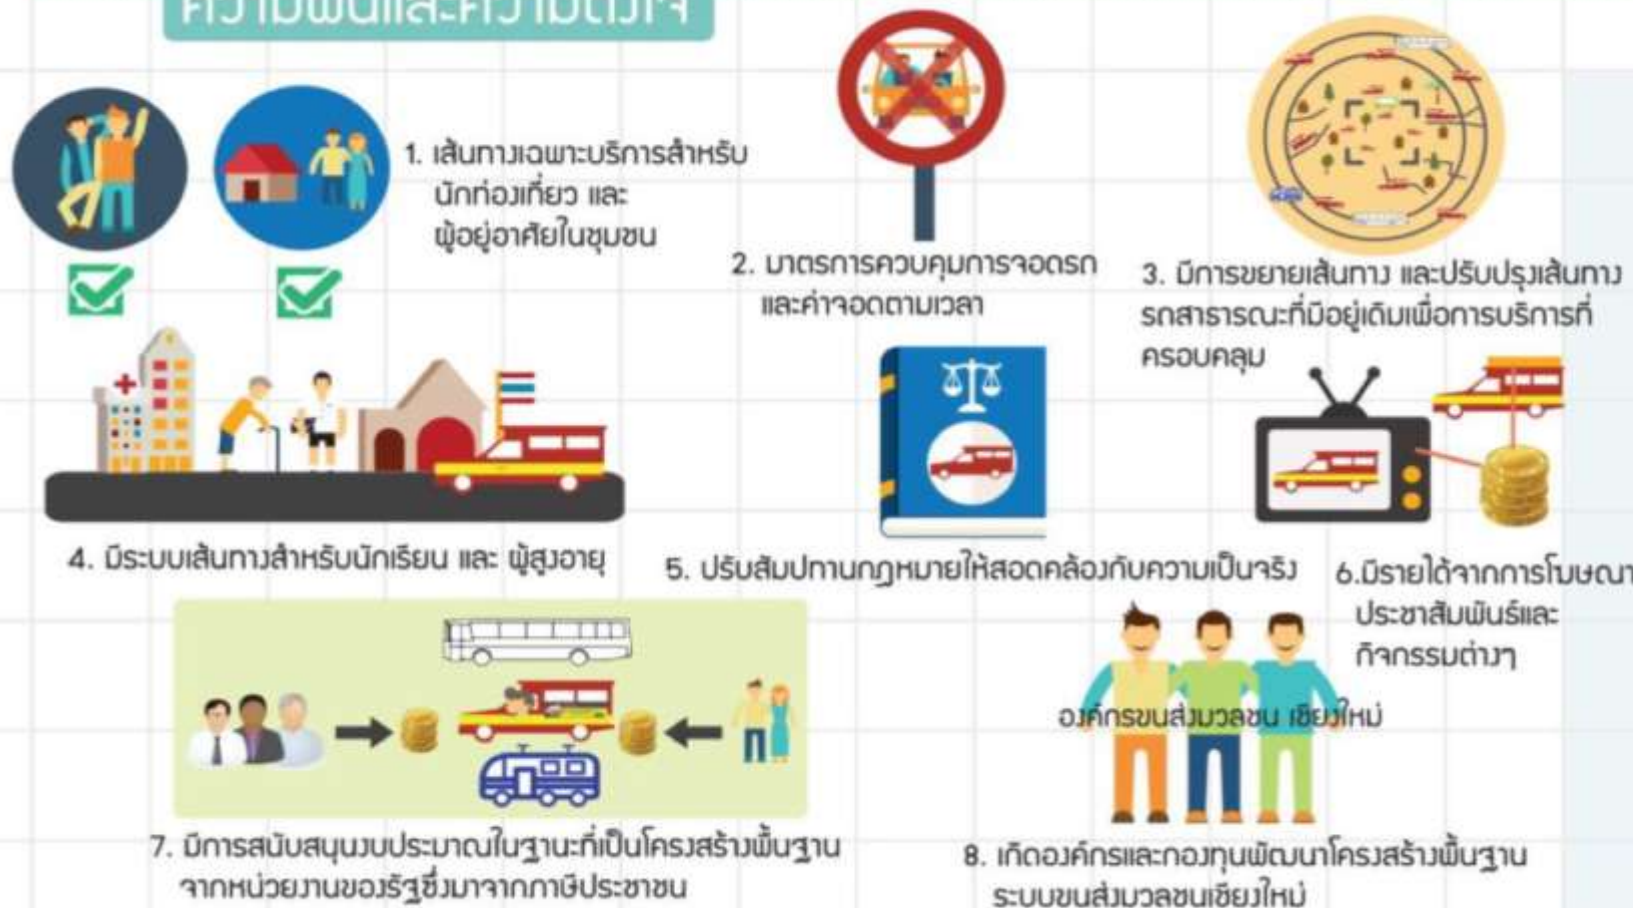 ความฝันและความตั้งใจ
1. เส้นทางเฉพาะบริการสำหรับ
นักท่องเที่ยว และ
ผู้อยู่อาศัยในชุมชน
2. มาตรการควบคุมการจอดรถ
และค่าจอดตามเวลา
3. มีการขยายเส้นทาง และปรับปรุงเส้นทาง
รถสาธารณะที่มีอยู่เดิมเพื่อการบริการที่
ครอบคลุม
4. มีระบบเส้นทางสำหรับนักเรียน และ ผู้สูงอายุ
5. ปรับสัมปทานกฎหมายให้สอดคล้องกับความเป็นจริง
6.มีรายได้จากการโฆษณา
ประชาสัมพันธ์และ
กิจกรรมต่างๆ
7. มีการสนับสนุนงบประมาณในฐานะที่เป็นโครงสร้างพื้นฐาน
จากหน่วยงานของรัฐซึ่งมาจากภาษีประชาชน
องค์กรขนส่งมวลชน เชียงใหม่
8. เกิดองค์กรและกองทุนพัฒนาโครงสร้างพื้นฐาน
ระบบขนส่งมวลชนเชียงใหม่